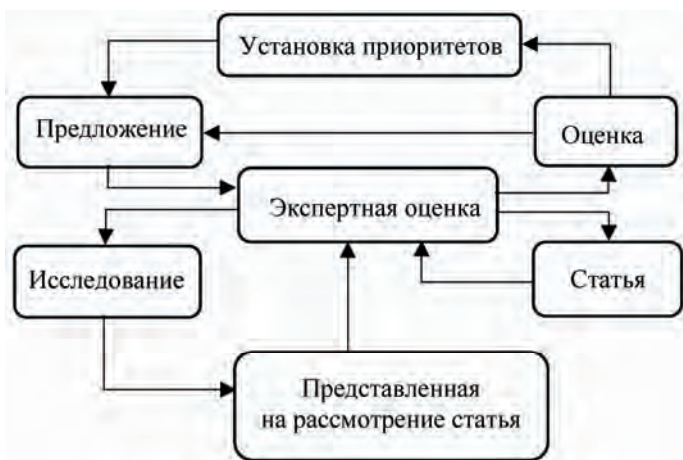 Установка приоритетов
Предложение
Оценка
Экспертная оценка
Исследование
Статья
Представленная
на рассмотрение статья